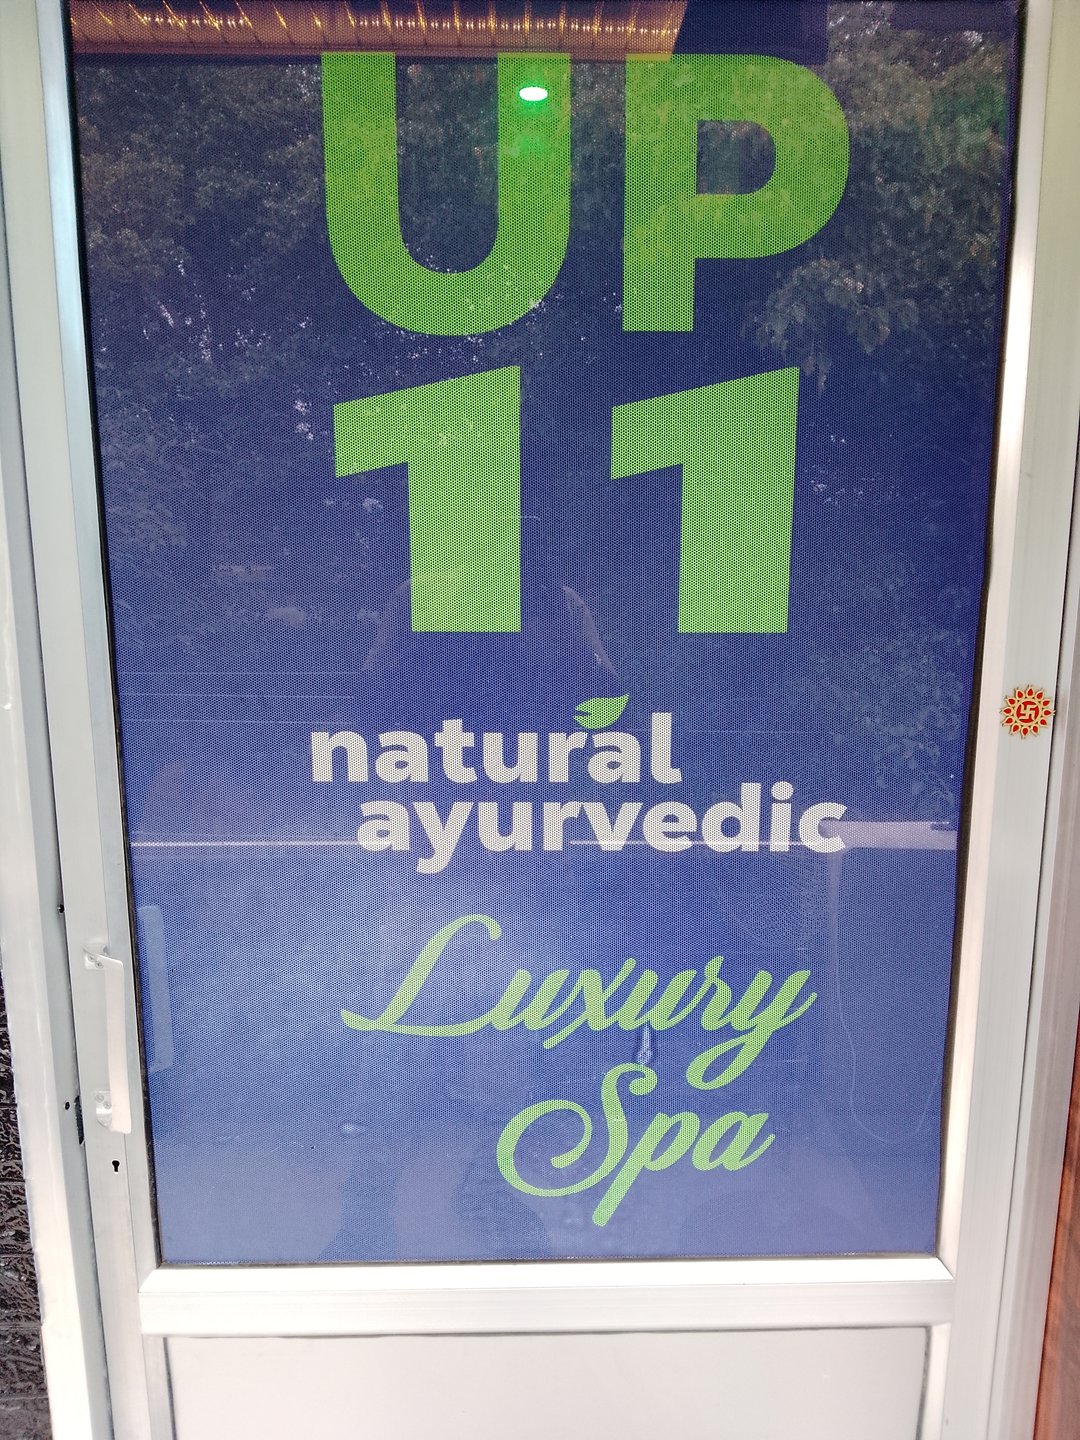 UP
11
natural
ayurvedic
Luxury
Spa